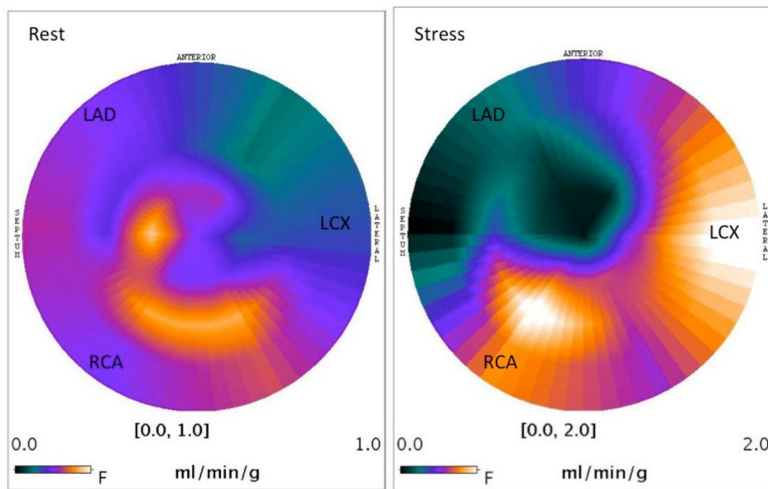 Rest
ANTERIOR
LAD
SEPTUM
LCX
LATERAL
RCA
[0.0, 1.0]
0.0
1.0
F
ml/min/g
Stress
ANTERIOR
LAD
SEPTUM
LCX
LATERAL
RCA
[0.0, 2.0]
0.0
2.0
F
ml/min/g